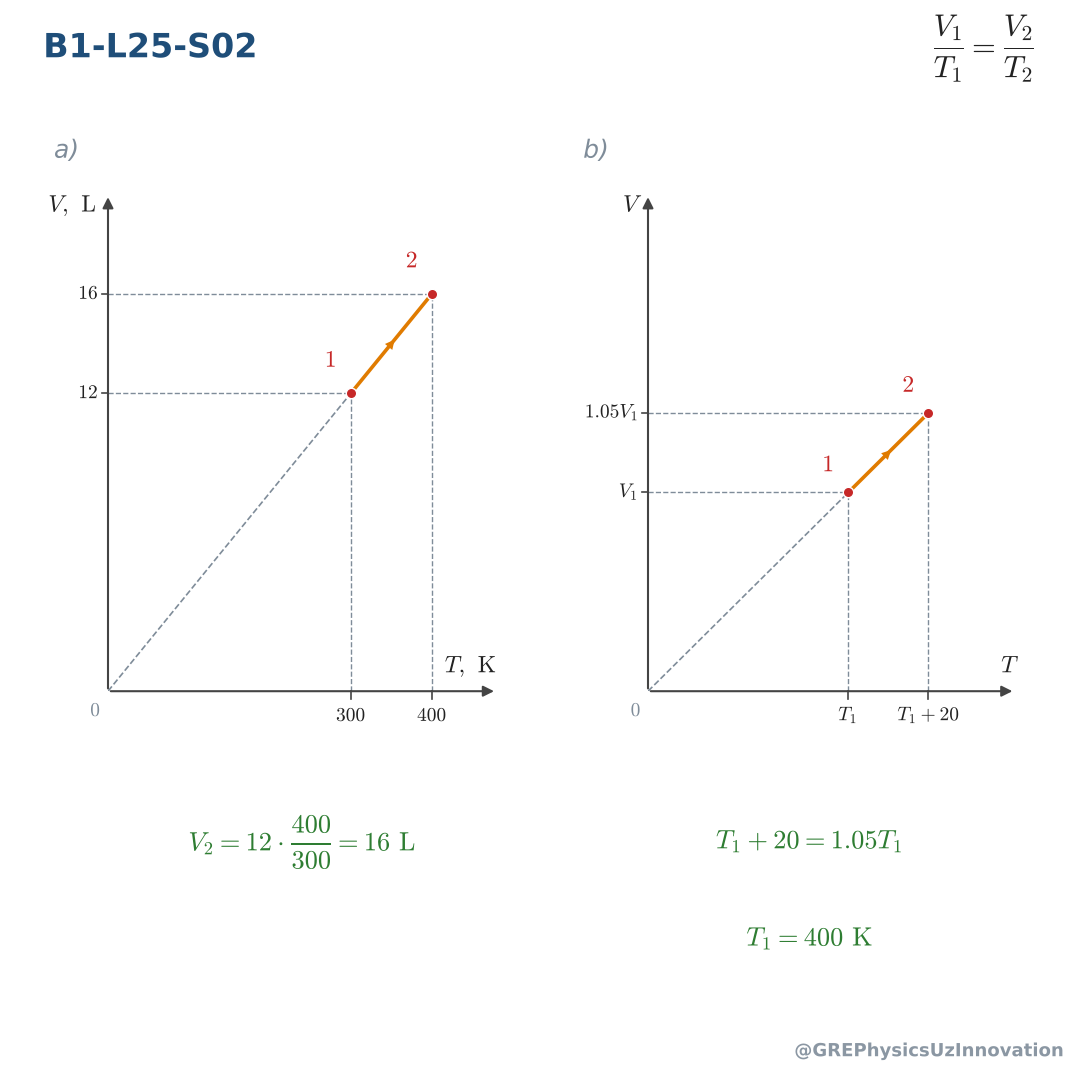 B1-L25-S02
V₁/T₁ = V₂/T₂
a)
V, L
16
12
2
1
T, K
0
300
400
b)
V
1.05V₁
V₁
2
1
T
0
T₁
T₁ + 20
V₂ = 12 · 400/300 = 16 L
T₁ + 20 = 1.05T₁
T₁ = 400 K
@GREPhysicsUzInnovation